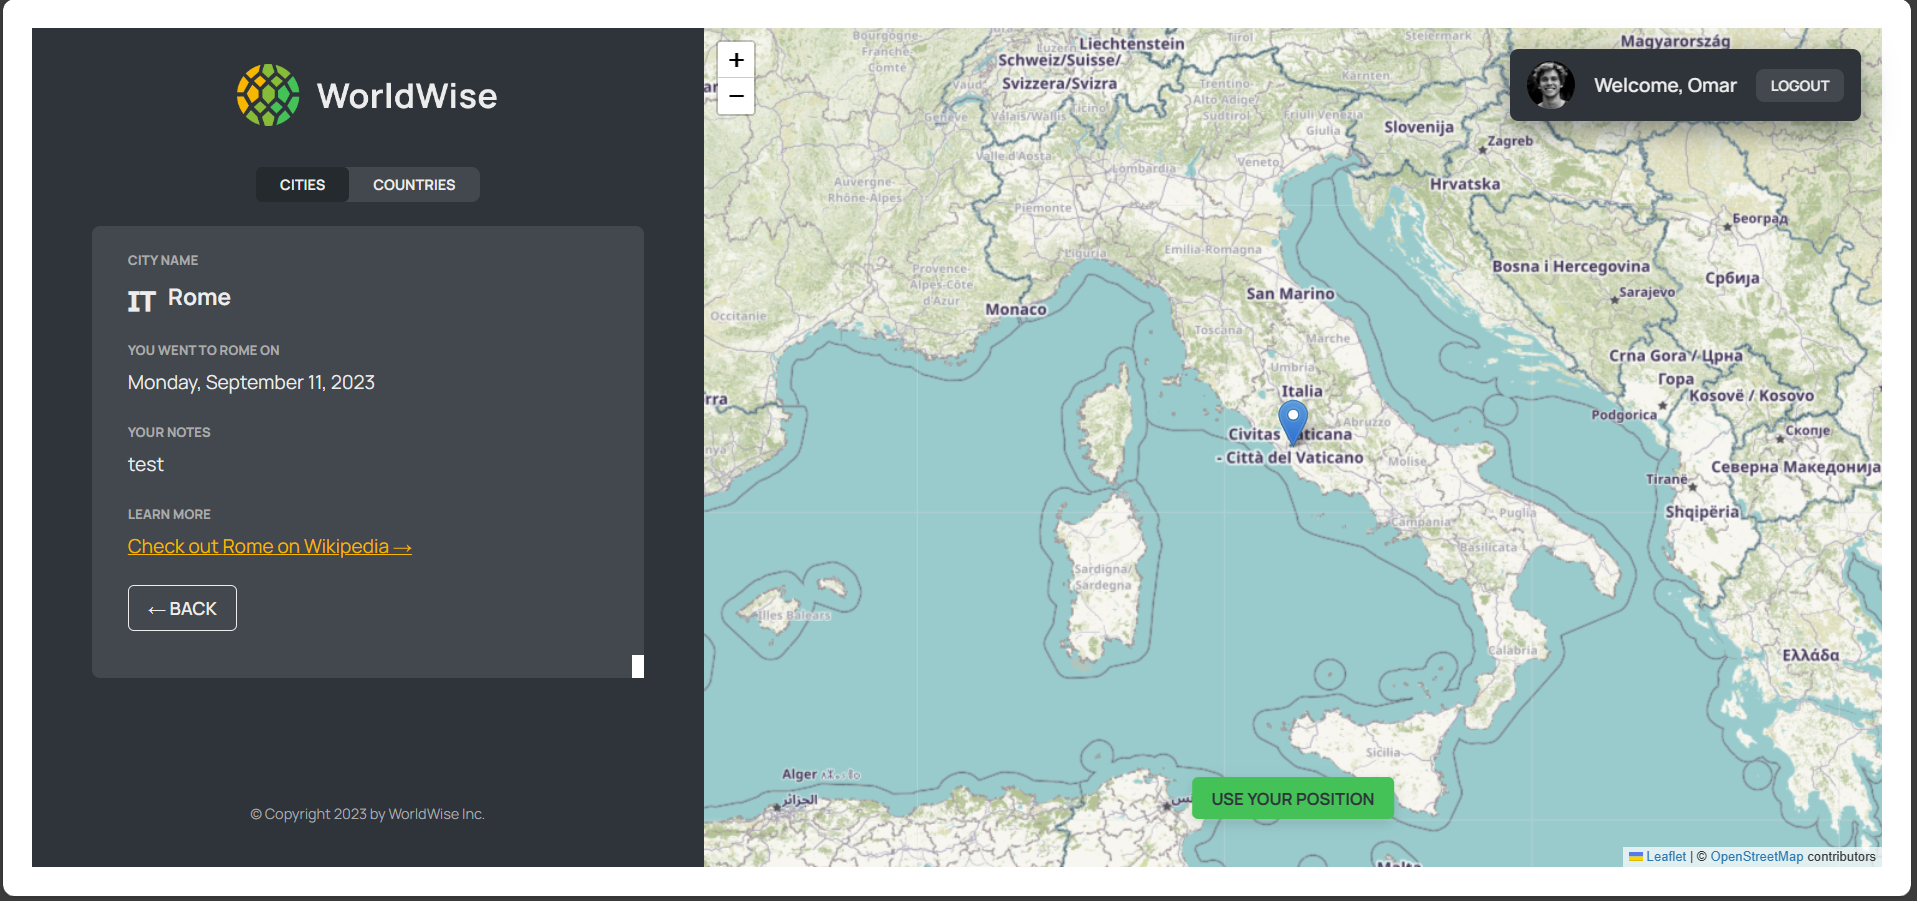 WorldWise
CITIES
COUNTRIES
CITY NAME
IT Rome
YOU WENT TO ROME ON
Monday, September 11, 2023
YOUR NOTES
test
LEARN MORE
Check out Rome on Wikipedia →
← BACK
© Copyright 2023 by WorldWise Inc.
+
−
Welcome, Omar
LOGOUT
Bourgogne-
Franche-
Comté
Luzern
Liechtenstein
Schweiz/Suisse/
Svizzera/Svizra
Tirol
Steiermark
Magyarország
Kärnten
Vaud
Genève
Valais/Wallis
Ticino
Trentino-
Alto Adige/
Südtirol
Friuli Venezia
Giulia
Slovenija
Zagreb
Valle d'Aosta
Lombardia
Veneto
Hrvatska
Auvergne-
Rhône-Alpes
Piemonte
Београд
Liguria
Emilia-Romagna
Bosna i Hercegovina
Србија
Provence-
Alpes-Côte
d'Azur
San Marino
Sarajevo
Occitanie
Monaco
Toscana
Marche
Umbria
Crna Gora / Црна
Гора
Kosovë / Kosovo
Italia
rra
Podgorica
Abruzzo
Скопје
Civitas
aticana
- Città del Vaticano
Molise
Северна Македонија
Tiranë
Shqipëria
Campania
Puglia
Basilicata
Sardigna/
Sardegna
Illes Balears
Calabria
Ελλάδα
Sicilia
Alger
الجزائر
USE YOUR POSITION
Malta
Leaflet | © OpenStreetMap contributors